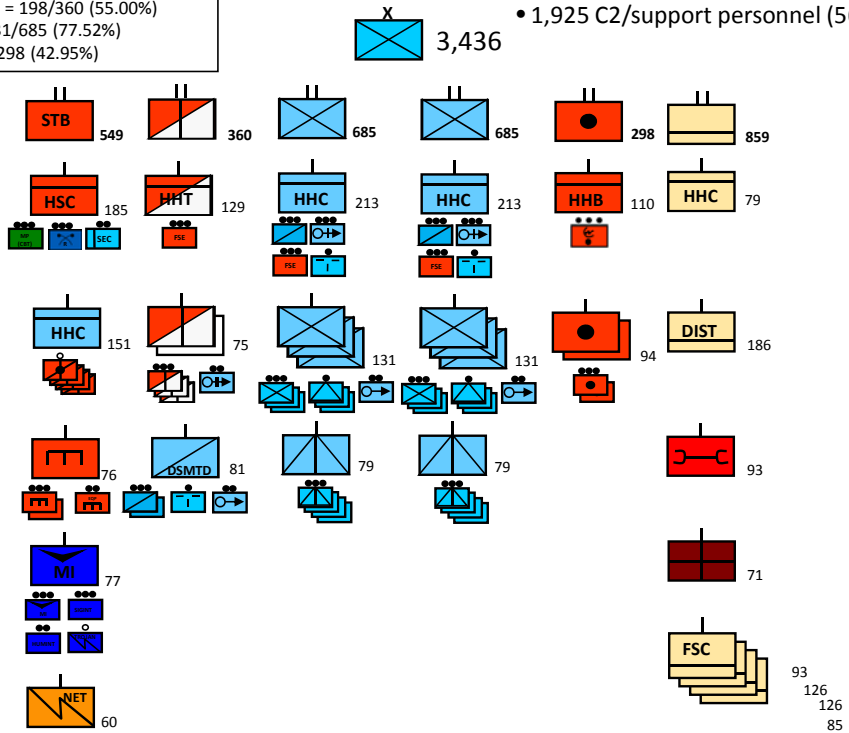 = 198/360 (55.00%)
/685 (77.52%)
298 (42.95%)
X
3,436
• 1,925 C2/support personnel
STB
549
360
685
685
298
859
HSC
185
HHT
129
HHC
213
HHC
213
HHB
110
HHC
79
SEC
FSE
FSE
FSE
HHC
151
75
131
131
94
DIST
186
76
DSMTD
81
79
79
93
MI
77
71
FSC
93
126
126
85
NET
60